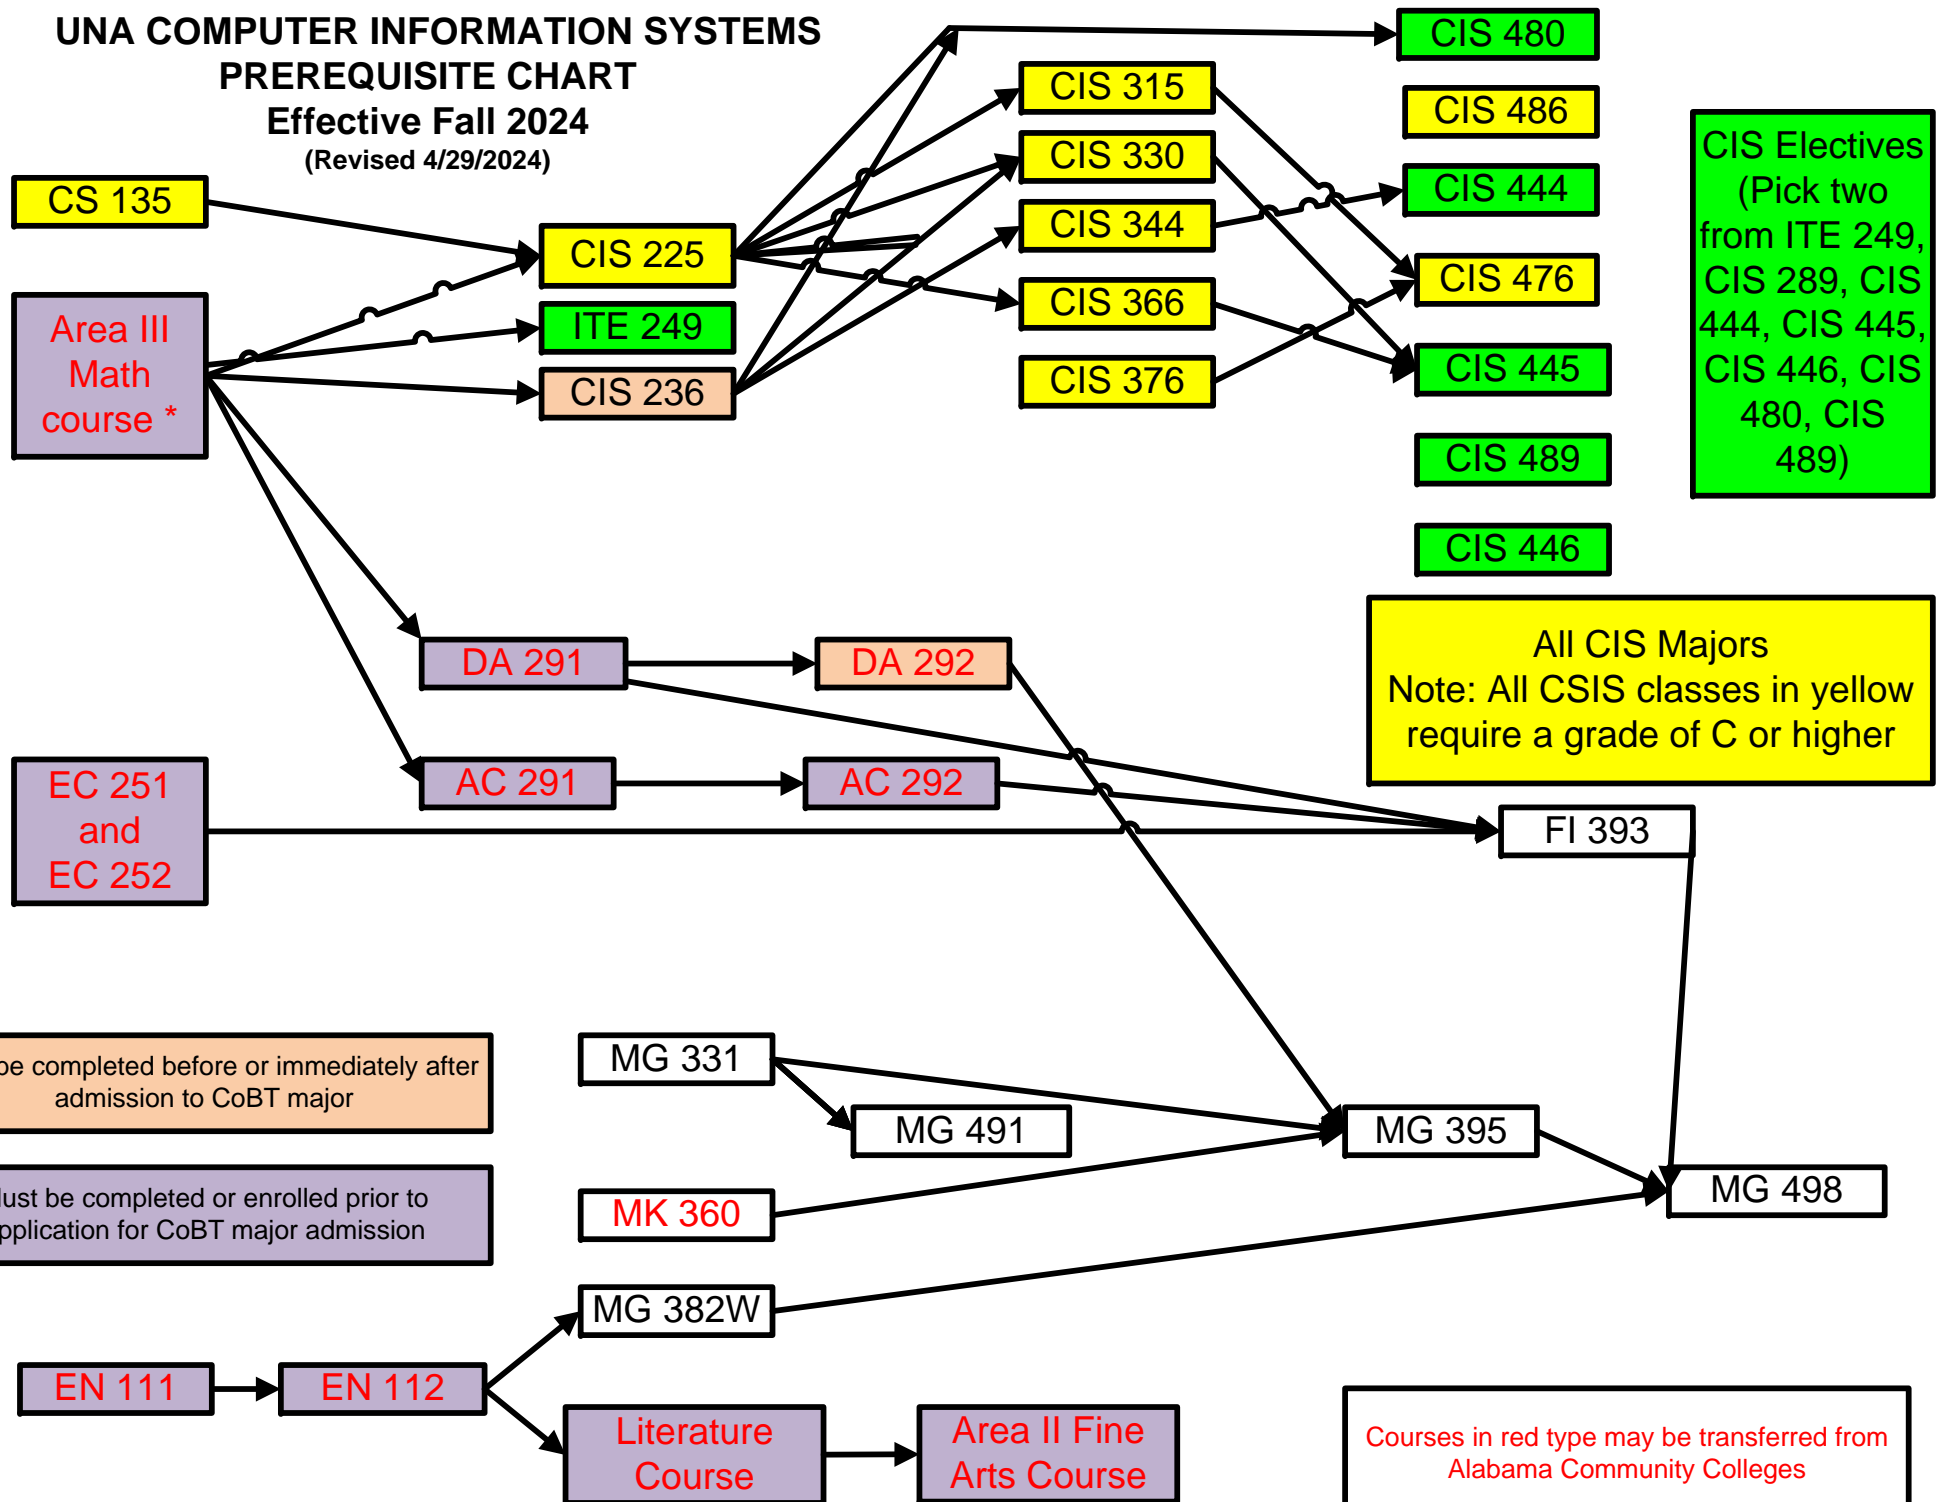 UNA COMPUTER INFORMATION SYSTEMS
PREREQUISITE CHART
Effective Fall 2024
(Revised 4/29/2024)
CIS 480
CIS 315
CIS 486
CIS 330
CIS 444
CS 135
CIS 225
CIS 344
CIS 476
CIS Electives
(Pick two
from ITE 249,
CIS 289, CIS
444, CIS 445,
CIS 446, CIS
480, CIS
489)
Area III
Math
course *
ITE 249
CIS 366
CIS 236
CIS 376
CIS 445
CIS 489
CIS 446
DA 291
DA 292
All CIS Majors
Note: All CSIS classes in yellow
require a grade of C or higher
EC 251
and
EC 252
AC 291
AC 292
FI 393
be completed before or immediately after
admission to CoBT major
MG 331
MG 491
MG 395
ust be completed or enrolled prior to
pplication for CoBT major admission
MK 360
MG 498
MG 382W
EN 111
EN 112
Literature
Course
Area II Fine
Arts Course
Courses in red type may be transferred from
Alabama Community Colleges